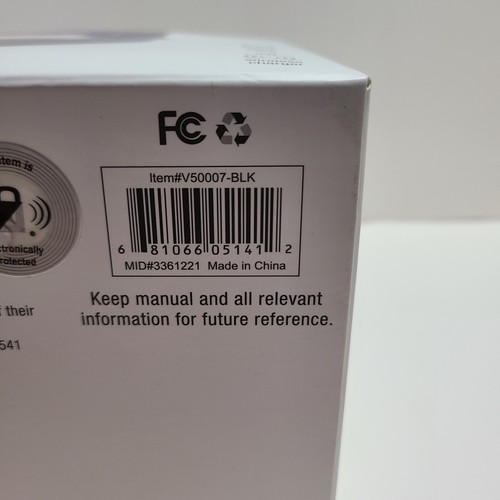 FC
Item#V50007-BLK
6 81066 05141 2
MID#3361221 Made in China
Keep manual and all relevant
information for future reference.
is
their
541